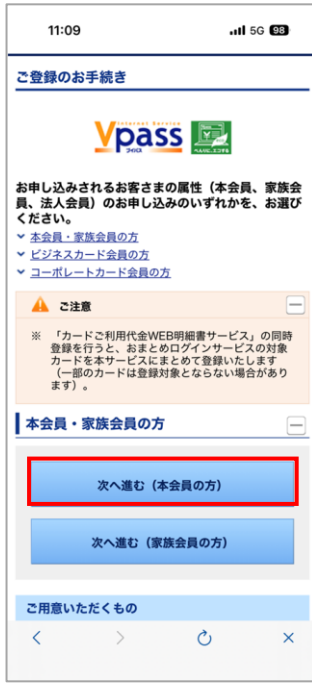 11:09
5G 98
ご登録のお手続き
Internet Service
Vpass
ブイパス
お申し込みされるお客さまの属性（本会員、家族会
員、法人会員）のお申し込みのいずれかを、お選び
ください。
本会員・家族会員の方
ビジネスカード会員の方
コーポレートカード会員の方
ご注意
※ 「カードご利用代金WEB明細書サービス」の同時
登録を行うと、おまとめログインサービスの対象
カードを本サービスにまとめて登録いたします
（一部のカードは登録対象とならない場合があり
ます）。
本会員・家族会員の方
次へ進む（本会員の方）
次へ進む（家族会員の方）
ご用意いただくもの